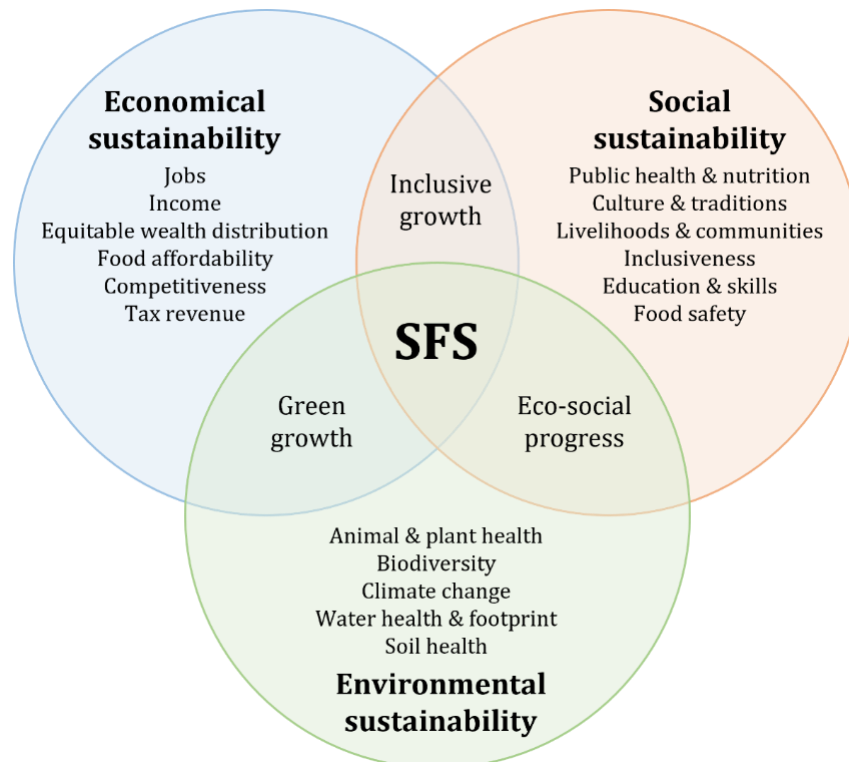 Economical
sustainability
Jobs
Income
Equitable wealth distribution
Food affordability
Competitiveness
Tax revenue
Social
sustainability
Public health & nutrition
Culture & traditions
Livelihoods & communities
Inclusiveness
Education & skills
Food safety
Inclusive
growth
SFS
Green
growth
Eco-social
progress
Animal & plant health
Biodiversity
Climate change
Water health & footprint
Soil health
Environmental
sustainability